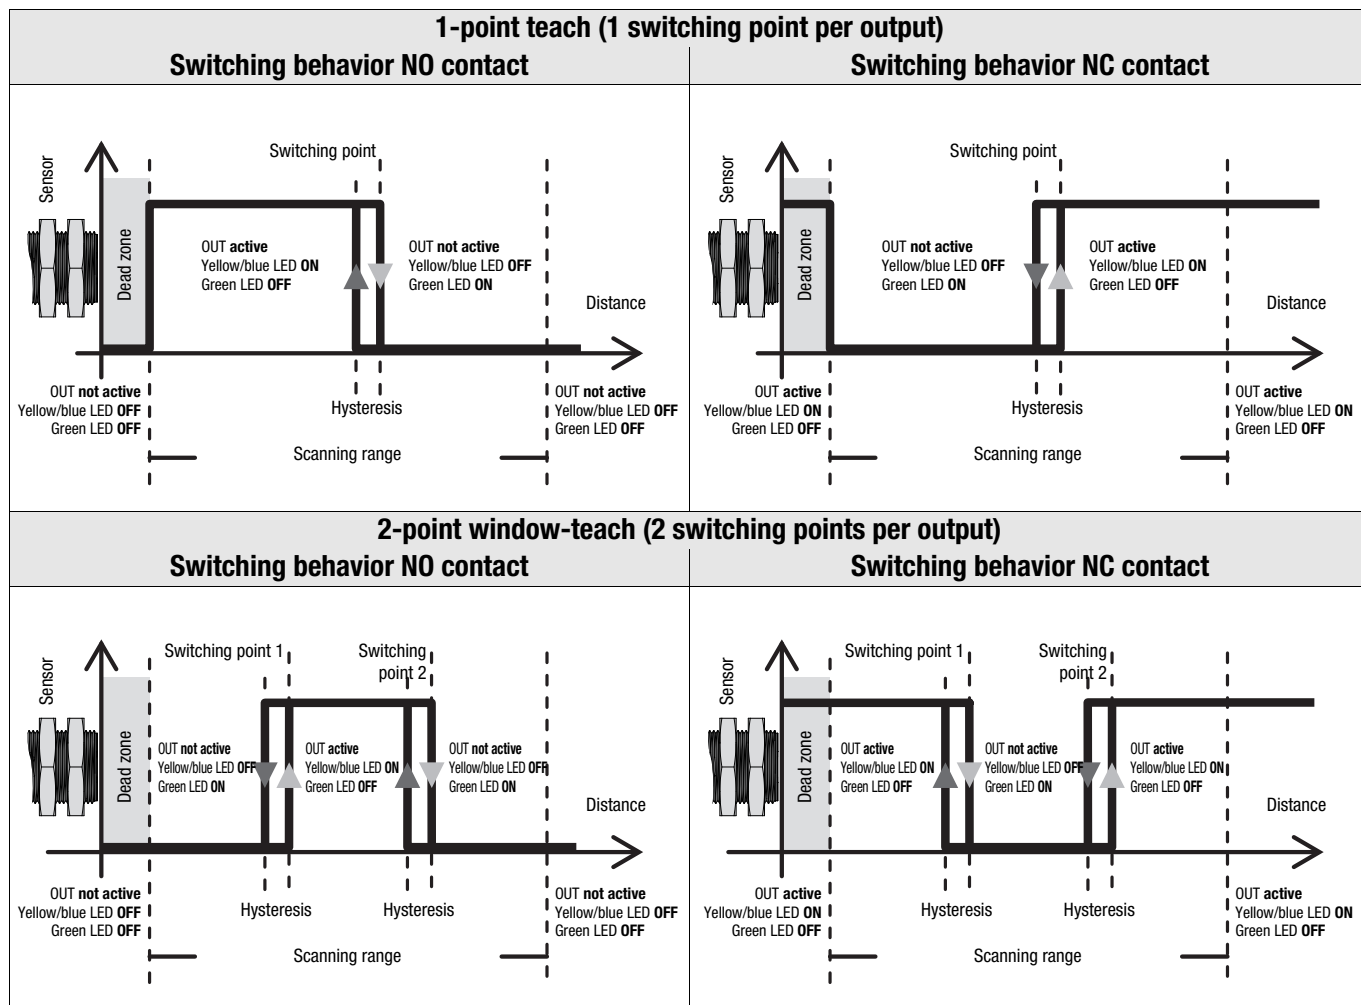 1-point teach (1 switching point per output)
Switching behavior NO contact
Switching behavior NC contact
Sensor
Switching point
Dead zone
OUT active
Yellow/blue LED ON
Green LED OFF
OUT not active
Yellow/blue LED OFF
Green LED ON
Distance
OUT not active
Yellow/blue LED OFF
Green LED OFF
Hysteresis
OUT not active
Yellow/blue LED OFF
Green LED OFF
Scanning range
Sensor
Switching point
Dead zone
OUT not active
Yellow/blue LED OFF
Green LED ON
OUT active
Yellow/blue LED ON
Green LED OFF
Distance
OUT active
Yellow/blue LED ON
Green LED OFF
Hysteresis
OUT active
Yellow/blue LED ON
Green LED OFF
Scanning range
2-point window-teach (2 switching points per output)
Switching behavior NO contact
Switching behavior NC contact
Sensor
Switching point 1
Switching
point 2
Dead zone
OUT not active
Yellow/blue LED OFF
Green LED ON
OUT active
Yellow/blue LED ON
Green LED OFF
OUT not active
Yellow/blue LED OFF
Green LED ON
Distance
OUT not active
Yellow/blue LED OFF
Green LED OFF
Hysteresis
Hysteresis
OUT not active
Yellow/blue LED OFF
Green LED OFF
Scanning range
Sensor
Switching point 1
Switching
point 2
Dead zone
OUT active
Yellow/blue LED ON
Green LED OFF
OUT not active
Yellow/blue LED OFF
Green LED ON
OUT active
Yellow/blue LED ON
Green LED OFF
Distance
OUT active
Yellow/blue LED ON
Green LED OFF
Hysteresis
Hysteresis
OUT active
Yellow/blue LED ON
Green LED OFF
Scanning range